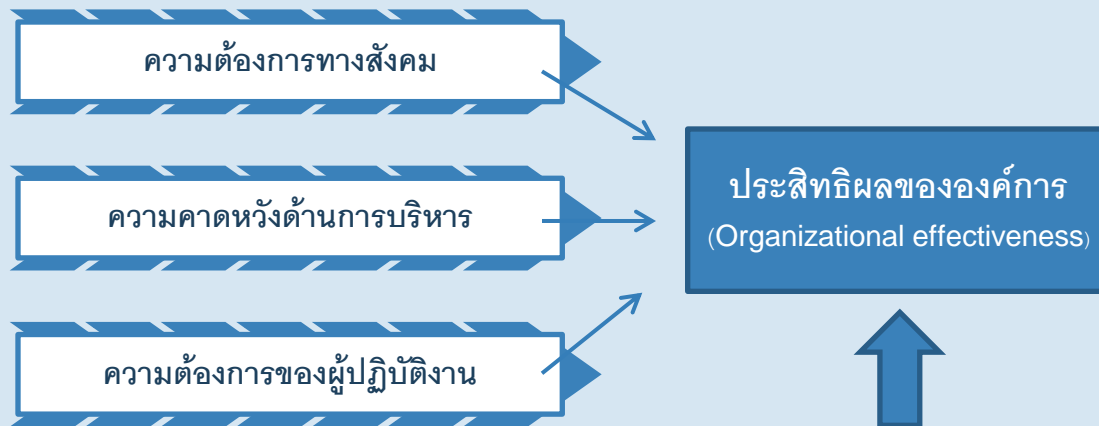 ความต้องการทางสังคม
ความคาดหวังด้านการบริหาร
ความต้องการของผู้ปฏิบัติงาน
ประสิทธิผลขององค์การ
(Organizational effectiveness)